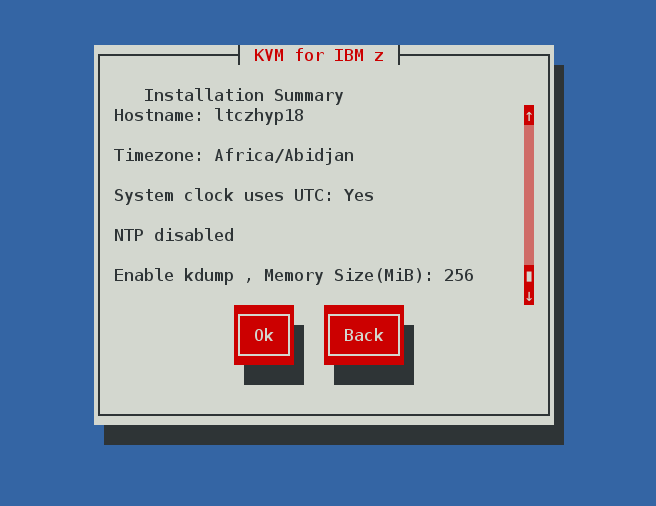 KVM for IBM z
Installation Summary
Hostname: ltczhyp18
Timezone: Africa/Abidjan
System clock uses UTC: Yes
NTP disabled
Enable kdump , Memory Size(MiB): 256
Ok
Back